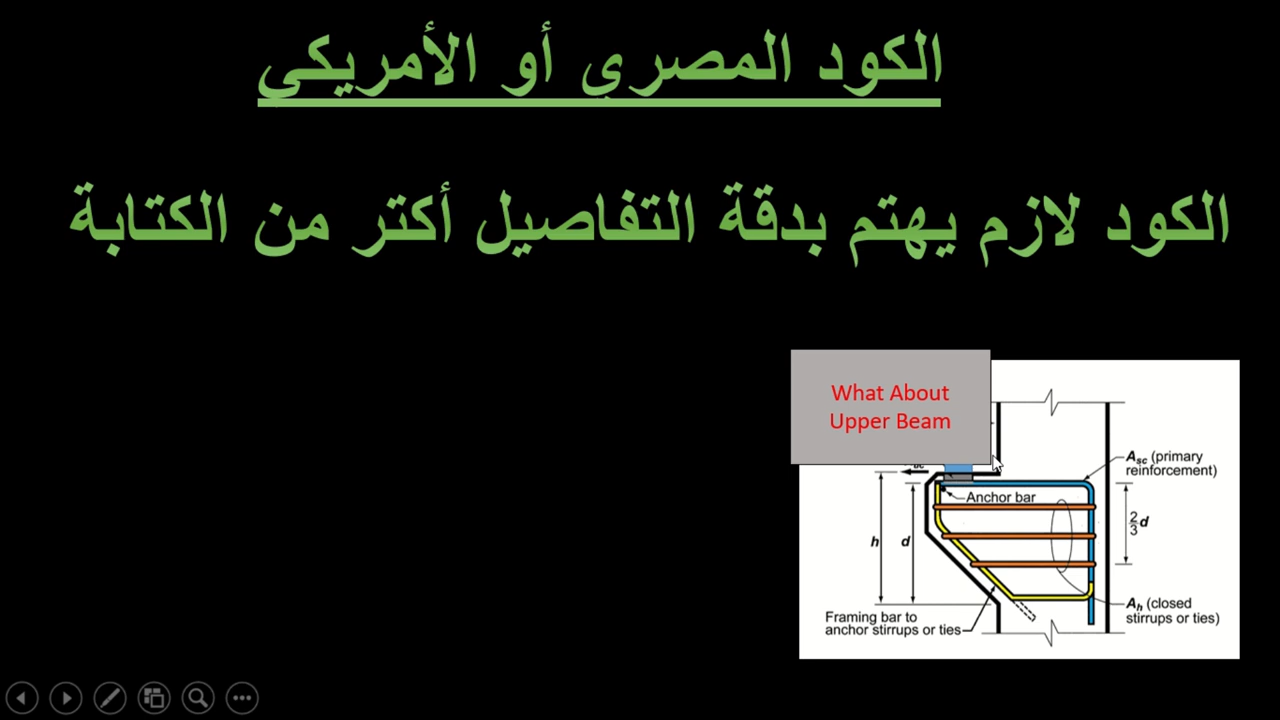 الكود المصري أو الأمريكي
الكود لازم يهتم بدقة التفاصيل أكتر من الكتابة
What About
Upper Beam
Asc (primary
reinforcement)
Anchor bar
2/3 d
h
d
Ah (closed
stirrups or ties)
Framing bar to
anchor stirrups or ties